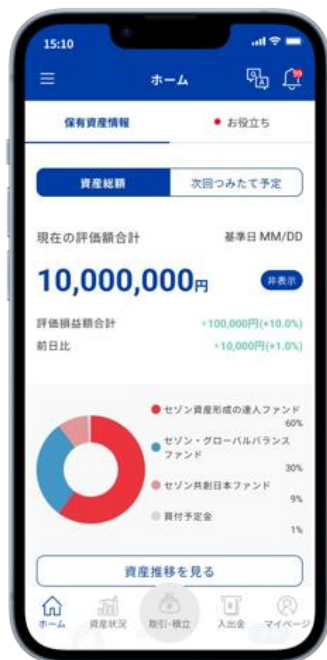 15:10
ホーム
99
保有資産情報
お役立ち
資産総額
次回つみたて予定
現在の評価額合計
基準日 MM/DD
10,000,000円
非表示
評価損益額合計
+100,000円(+10.0%)
前日比
+10,000円(+1.0%)
セゾン資産形成の達人ファンド
60%
セゾン・グローバルバランス
ファンド
30%
セゾン共創日本ファンド
9%
買付予定金
1%
資産推移を見る
ホーム
資産状況
取引・積立
入出金
マイページ